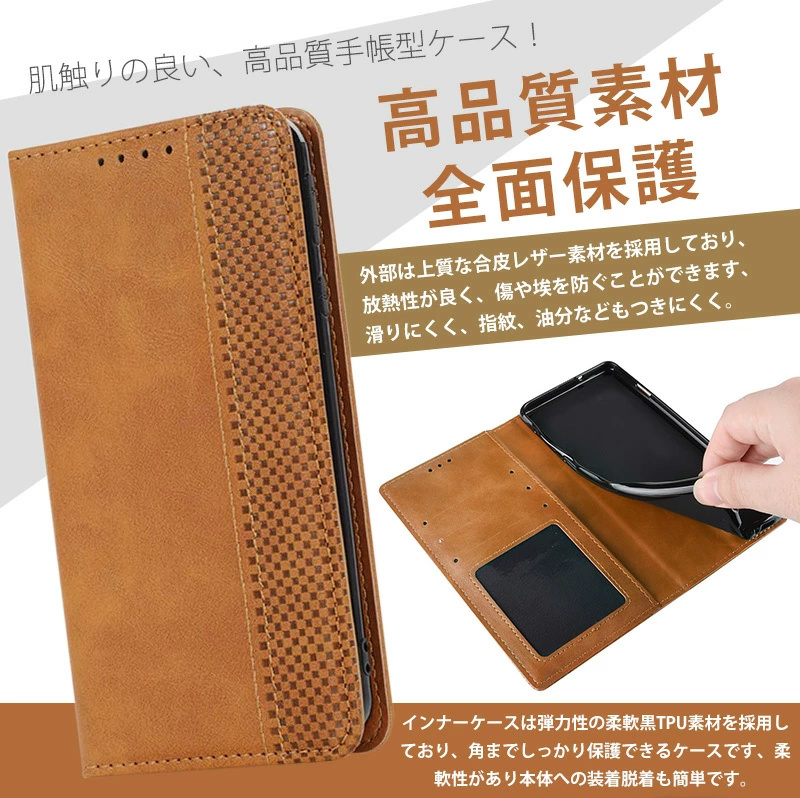 肌触りの良い、高品質手帳型ケース！
高品質素材
全面保護
外部は上質な合皮レザー素材を採用しており、
放熱性が良く、傷や埃を防ぐことができます、
滑りにくく、指紋、油分などもつきにくく。
インナーケースは弾力性の柔軟黒TPU素材を採用し
ており、角までしっかり保護できるケースです、柔
軟性があり本体への装着脱着も簡単です。